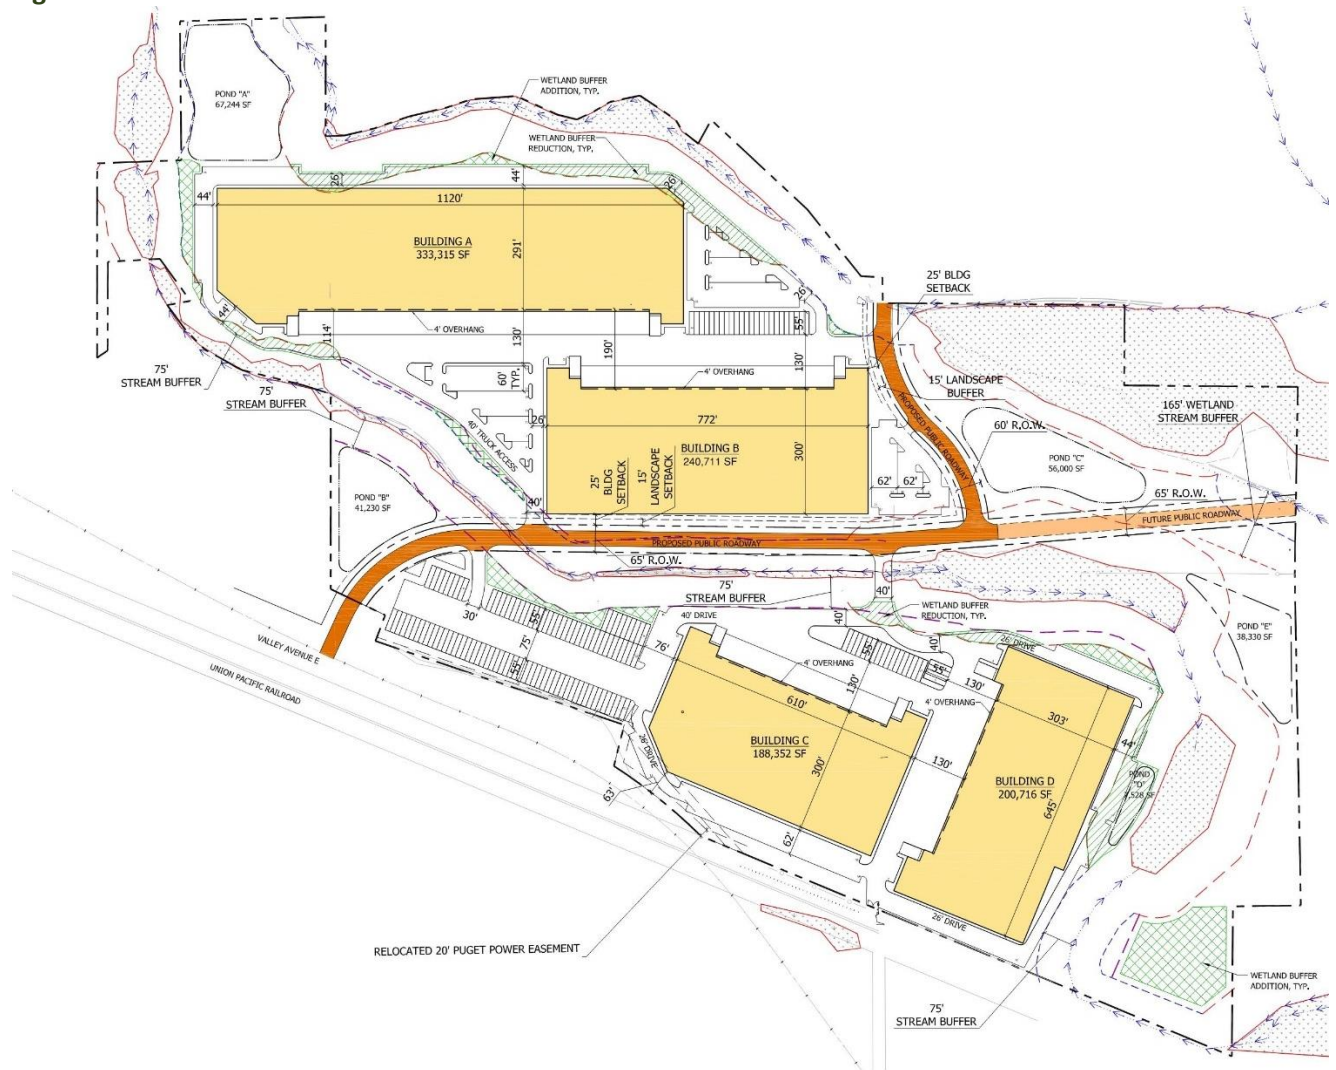 g
POND "A"
67,244 SF
WETLAND BUFFER
ADDITION, TYP.
WETLAND BUFFER
REDUCTION, TYP.
26'
44'
26'
44'
1120'
BUILDING A
333,315 SF
291'
25' BLDG
SETBACK
26'
44'
4' OVERHANG
114'
130'
190'
55'
130'
75'
STREAM BUFFER
75'
STREAM BUFFER
60'
TYP.
4' OVERHANG
15' LANDSCAPE
BUFFER
165' WETLAND
STREAM BUFFER
PROPOSED PUBLIC ROADWAY
60' R.O.W.
26'
772'
40' TRUCK ACCESS
BUILDING B
240,711 SF
300'
25'
BLDG
SETBACK
15'
LANDSCAPE
SETBACK
POND "C"
56,000 SF
62'
62'
POND "B"
41,230 SF
40'
65' R.O.W.
FUTURE PUBLIC ROADWAY
PROPOSED PUBLIC ROADWAY
65' R.O.W.
75'
STREAM BUFFER
40'
WETLAND BUFFER
REDUCTION, TYP.
30'
55'
75'
55'
40' DRIVE
40'
40'
26' DRIVE
POND "E"
38,330 SF
VALLEY AVENUE E
UNION PACIFIC RAILROAD
76'
4' OVERHANG
55'
55'
130'
130'
4' OVERHANG
610'
303'
44'
BUILDING C
188,352 SF
300'
130'
26' DRIVE
63'
62'
BUILDING D
200,716 SF
645'
POND
"D"
,528 SF
26' DRIVE
RELOCATED 20' PUGET POWER EASEMENT
WETLAND BUFFER
ADDITION, TYP.
75'
STREAM BUFFER